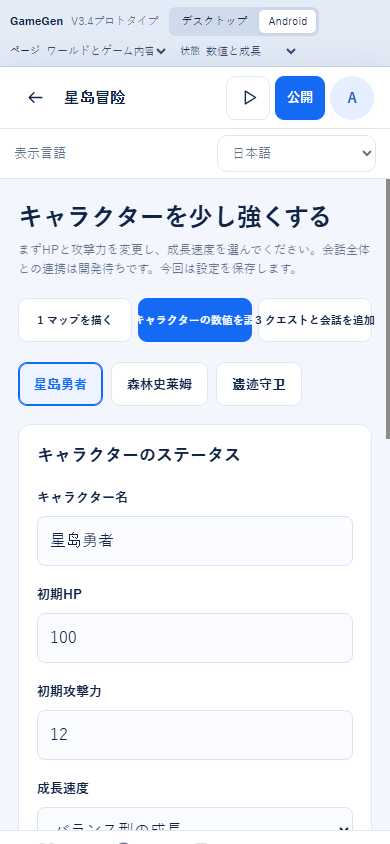 GameGen V3.4プロトタイプ デスクトップ Android
ページ ワールドとゲーム内容 状態 数値と成長
星岛冒险 公開 A
表示言語 日本語
キャラクターを少し強くする
まずHPと攻撃力を変更し、成長速度を選んでください。会話全体
との連携は開発待ちです。今回は設定を保存します。
1 マップを描く キャラクターの数値を 3 クエストと会話を追加
星岛勇者 森林史莱姆 遗迹守卫
キャラクターのステータス
キャラクター名
星岛勇者
初期HP
100
初期攻撃力
12
成長速度
バランス型の成長